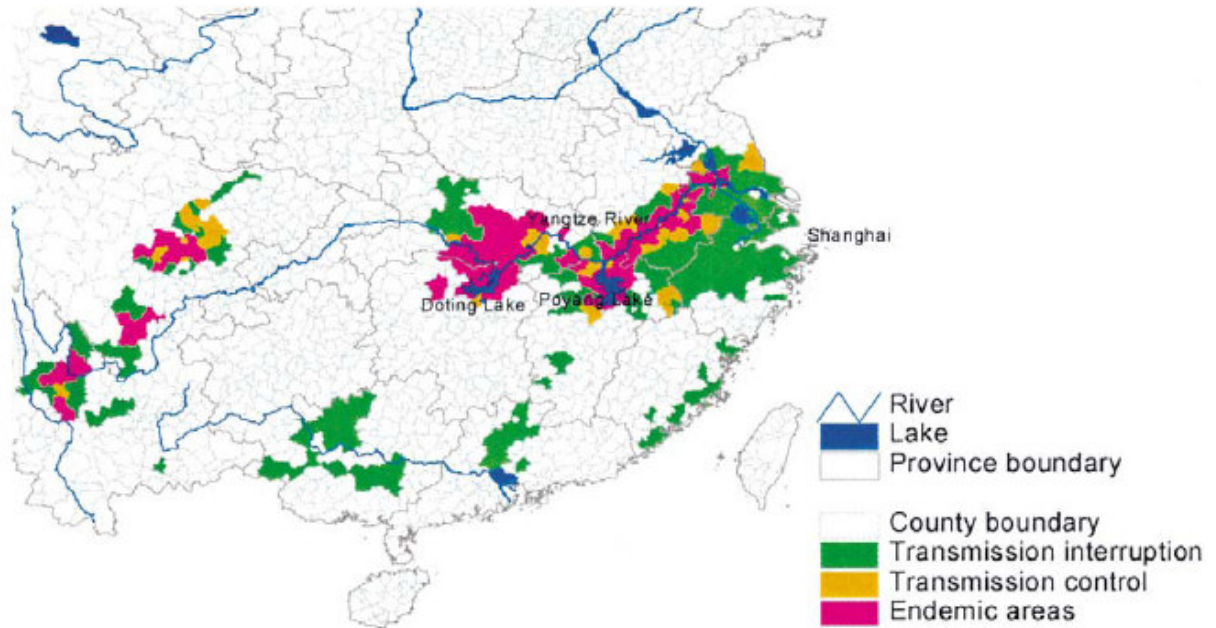 Yangtze River
Shanghai
Doting Lake
Poyang Lake
River
Lake
Province boundary
County boundary
Transmission interruption
Transmission control
Endemic areas